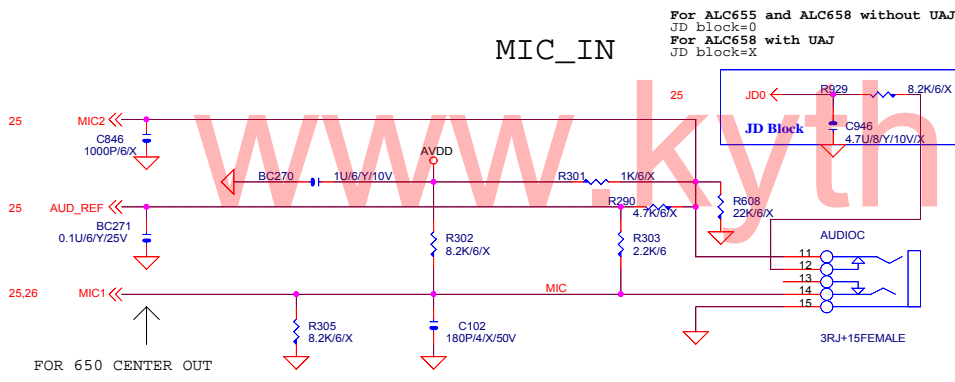 For ALC655 and ALC658 without UAJ
JD block=0
For ALC658 with UAJ
JD block=X
MIC_IN
25
JD0
R929
8.2K/6/X
JD Block
C946
4.7U/8/Y/10V/X
25
MIC2
C846
1000P/6/X
www.kyth
AVDD
BC270
1U/6/Y/10V
R301
1K/6/X
25
AUD_REF
R290
4.7K/6/X
R608
22K/6/X
BC271
0.1U/6/Y/25V
R302
8.2K/6/X
R303
2.2K/6
AUDIOC
11
12
13
14
15
25,26
MIC1
MIC
R305
8.2K/6/X
C102
180P/4/X/50V
3RJ+15FEMALE
FOR 650 CENTER OUT